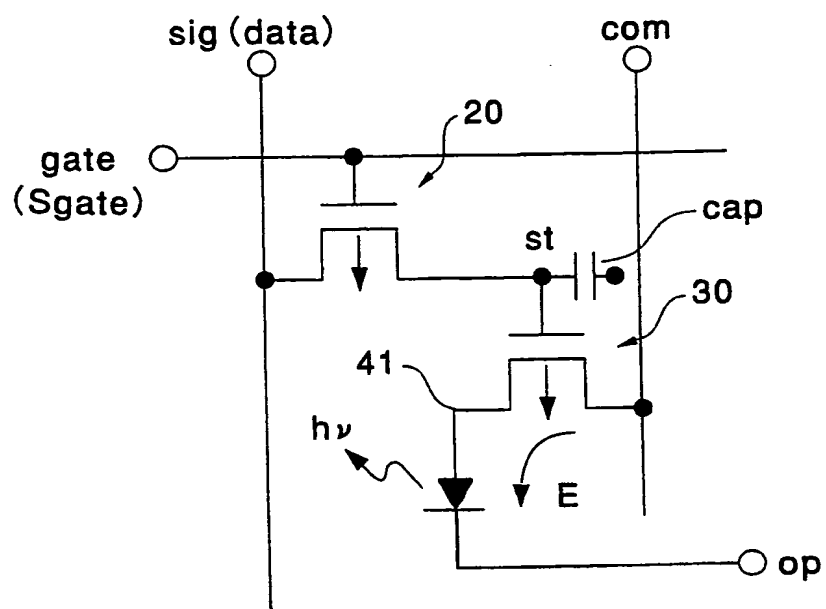 sig (data)
com
20
gate
(Sgate)
cap
st
30
41
hν
E
op